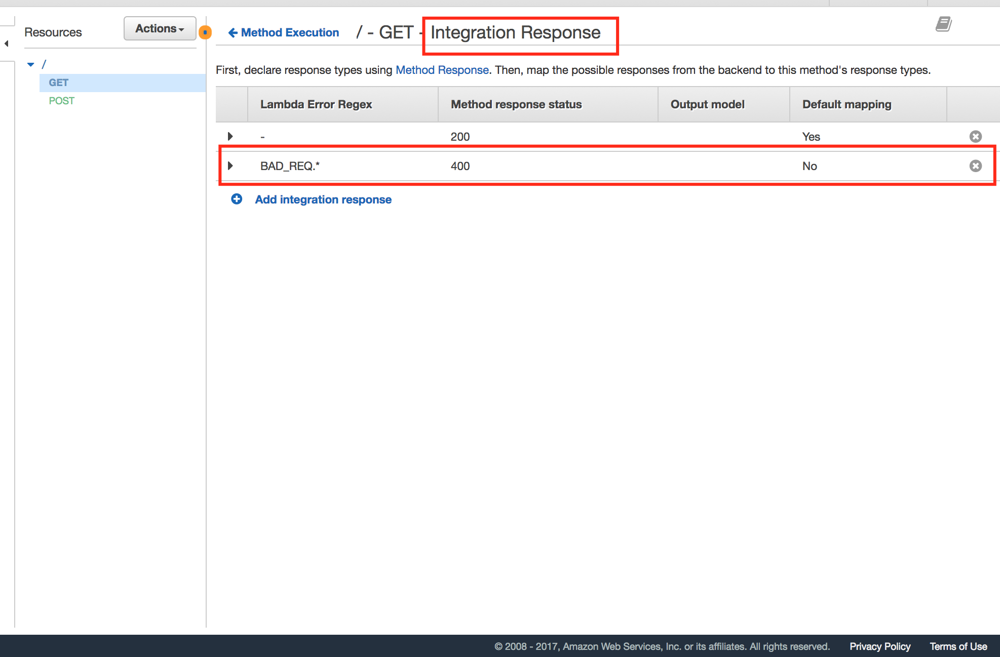 Resources
Actions
Method Execution / - GET - Integration Response
/
GET
POST
First, declare response types using Method Response. Then, map the possible responses from the backend to this method's response types.
Lambda Error Regex Method response status Output model Default mapping
- 200 Yes
BAD_REQ.* 400 No
Add integration response
© 2008 - 2017, Amazon Web Services, Inc. or its affiliates. All rights reserved. Privacy Policy Terms of Use